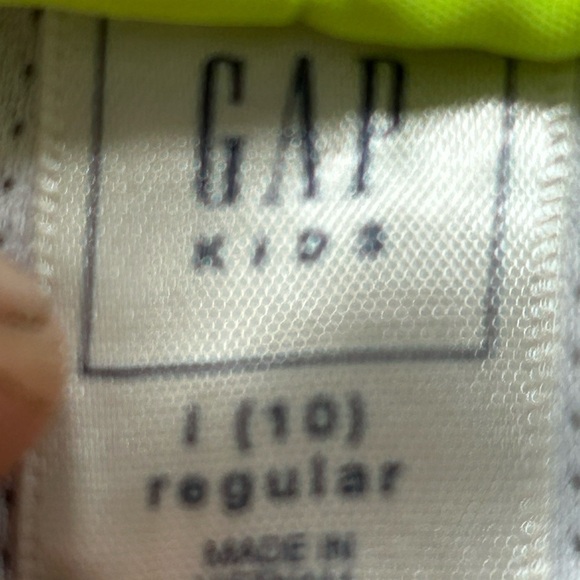 GAP
KIDS
l (10)
regular
MADE IN